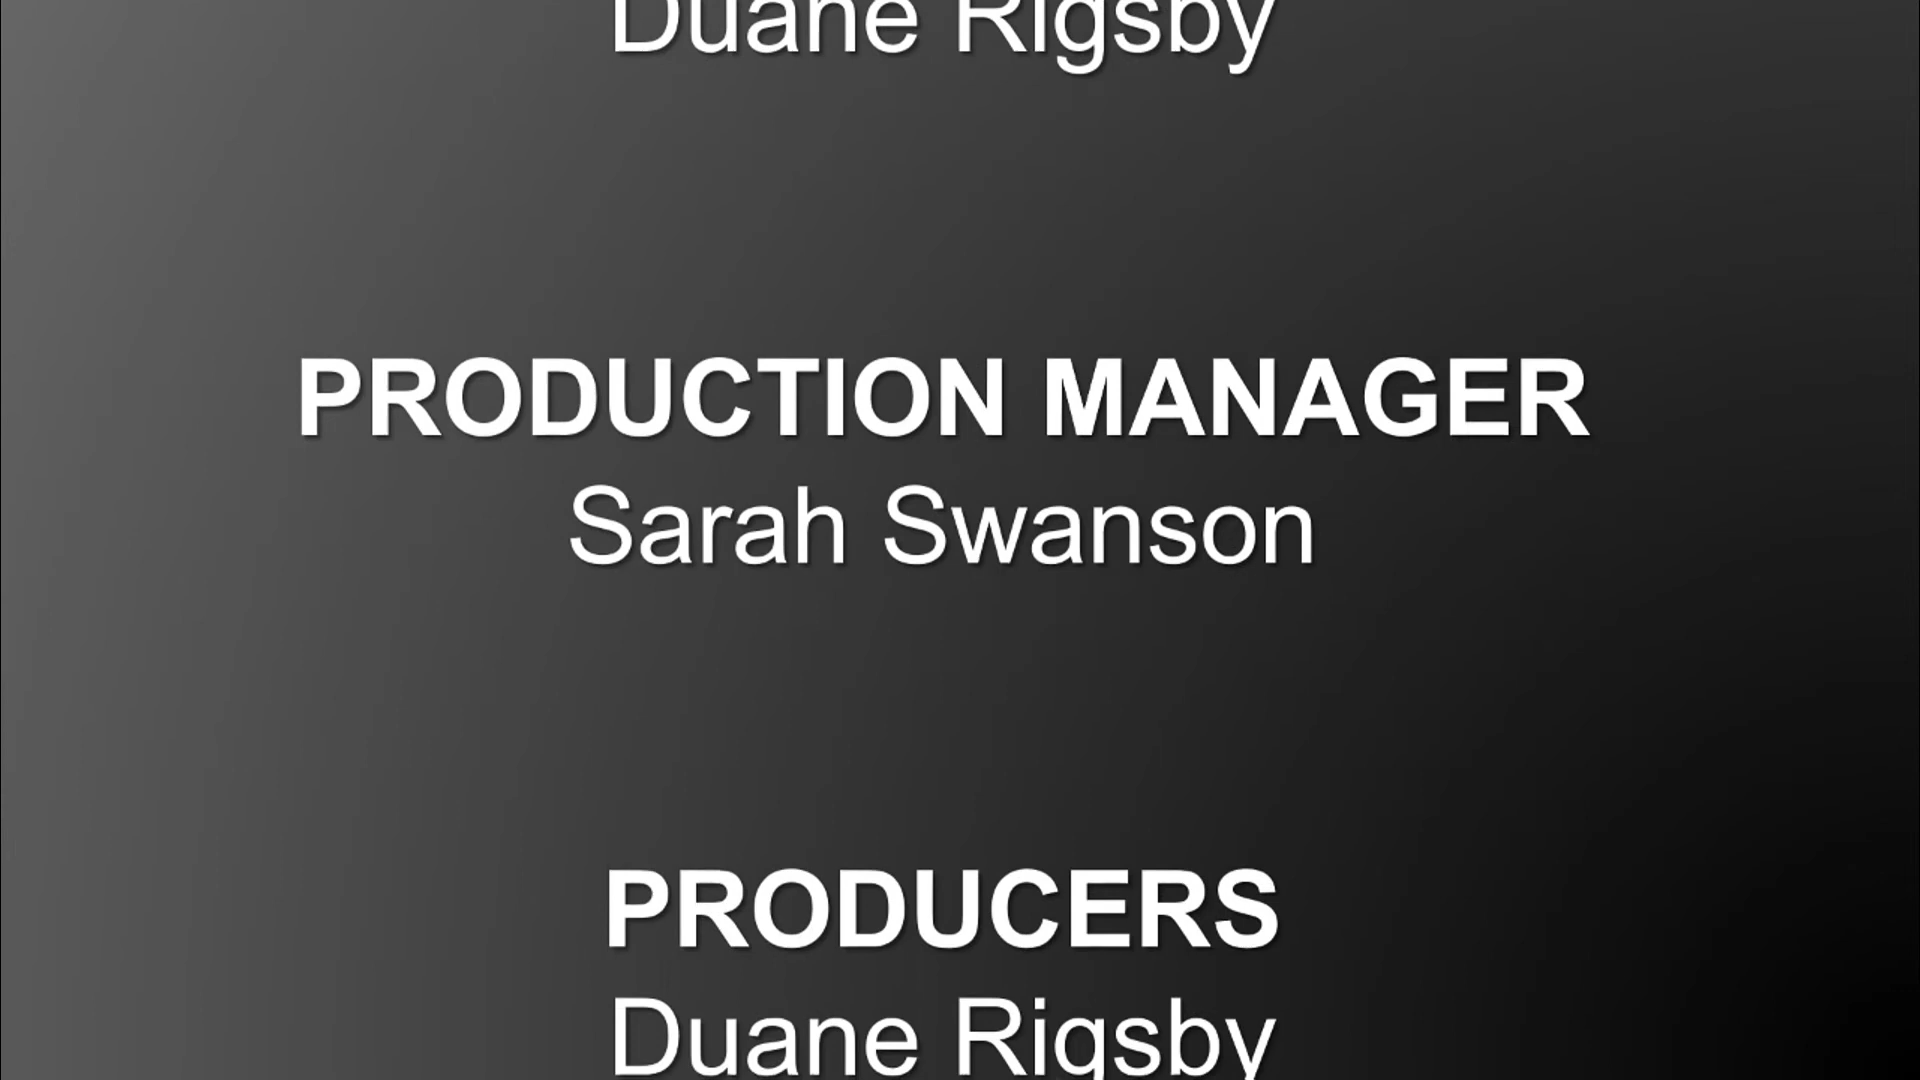 Duane Rigsby
PRODUCTION MANAGER
Sarah Swanson
PRODUCERS
Duane Rigsby